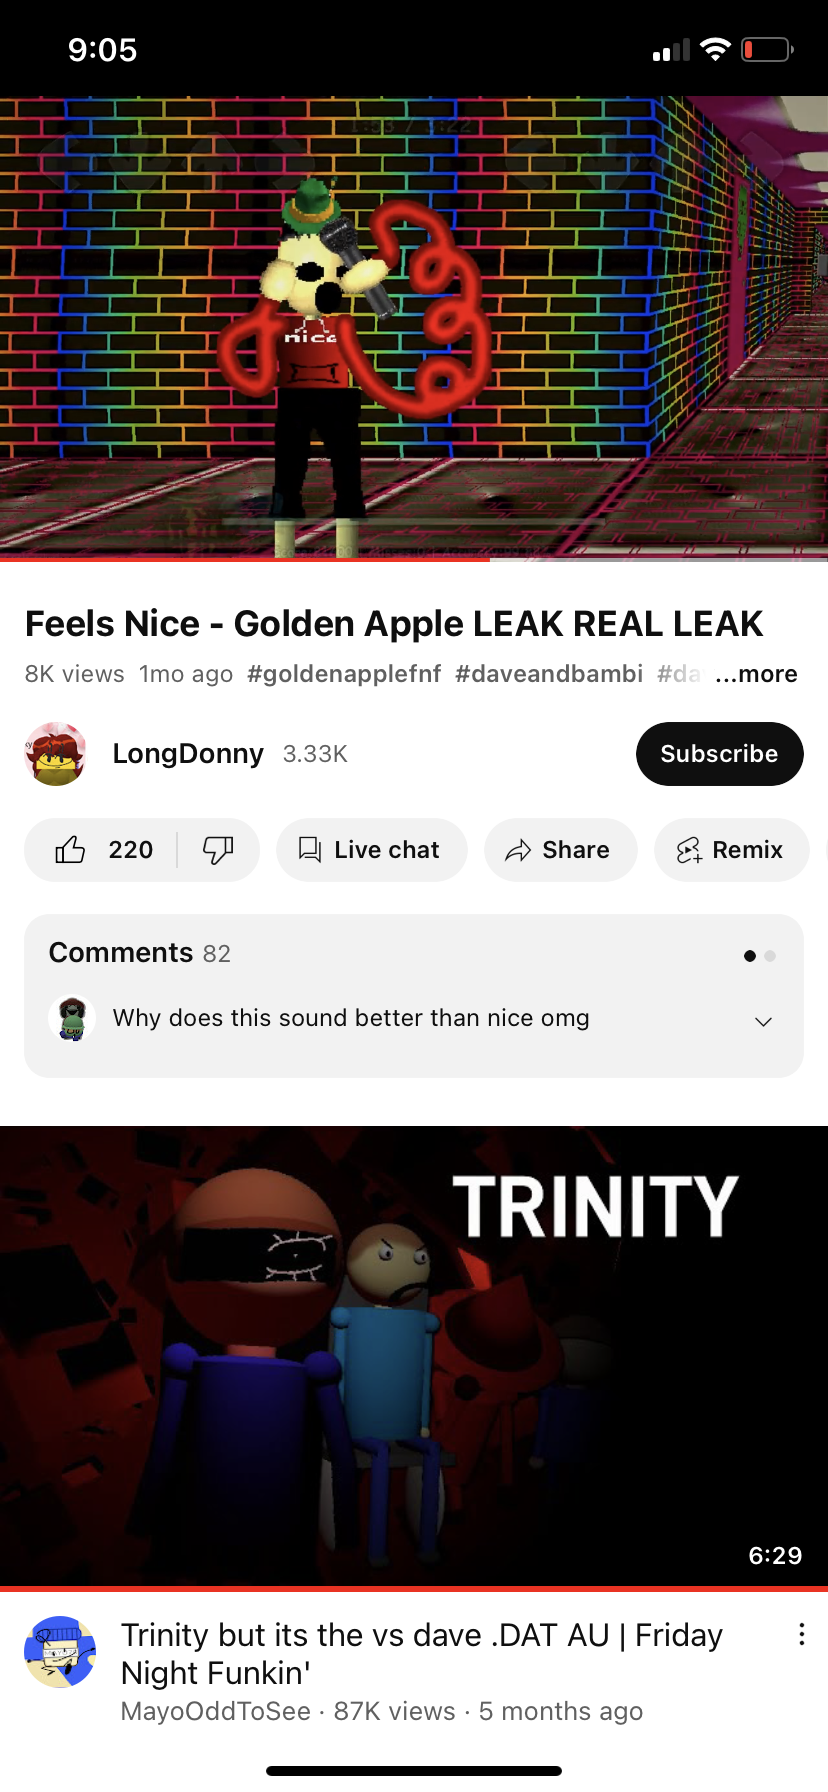 9:05
nice
Feels Nice - Golden Apple LEAK REAL LEAK
8K views 1mo ago #goldenapplefnf #daveandbambi #da ...more
LongDonny 3.33K
Subscribe
220
Live chat
Share
Remix
Comments 82
Why does this sound better than nice omg
TRINITY
6:29
Trinity but its the vs dave .DAT AU | Friday
Night Funkin'
MayoOddToSee · 87K views · 5 months ago